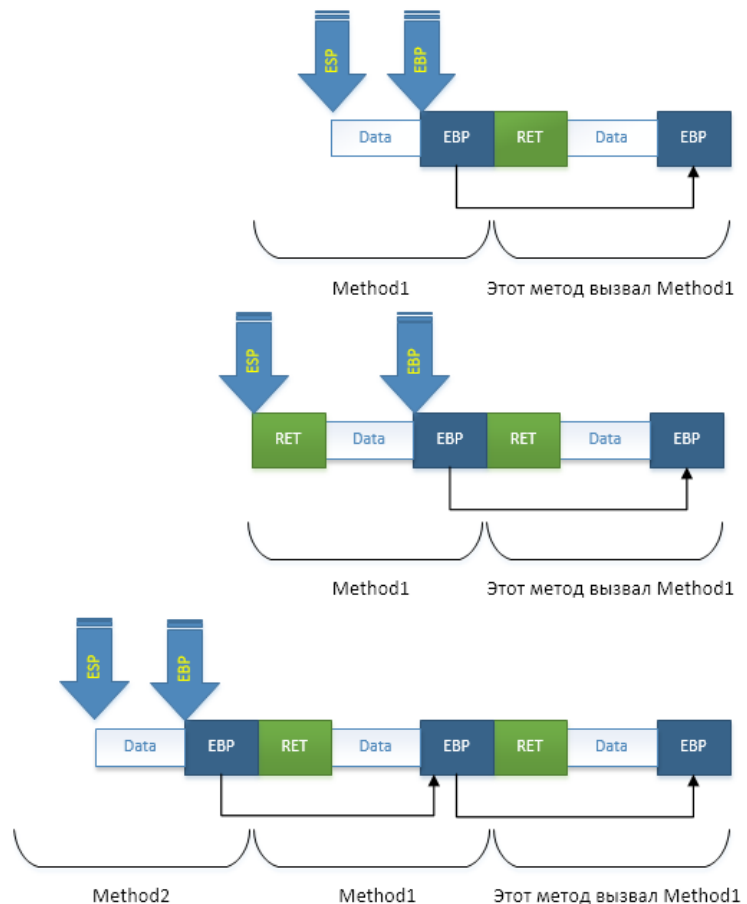 ESP EBP
Data EBP RET Data EBP
Method1 Этот метод вызвал Method1
ESP EBP
RET Data EBP RET Data EBP
Method1 Этот метод вызвал Method1
ESP EBP
Data EBP RET Data EBP RET Data EBP
Method2 Method1 Этот метод вызвал Method1